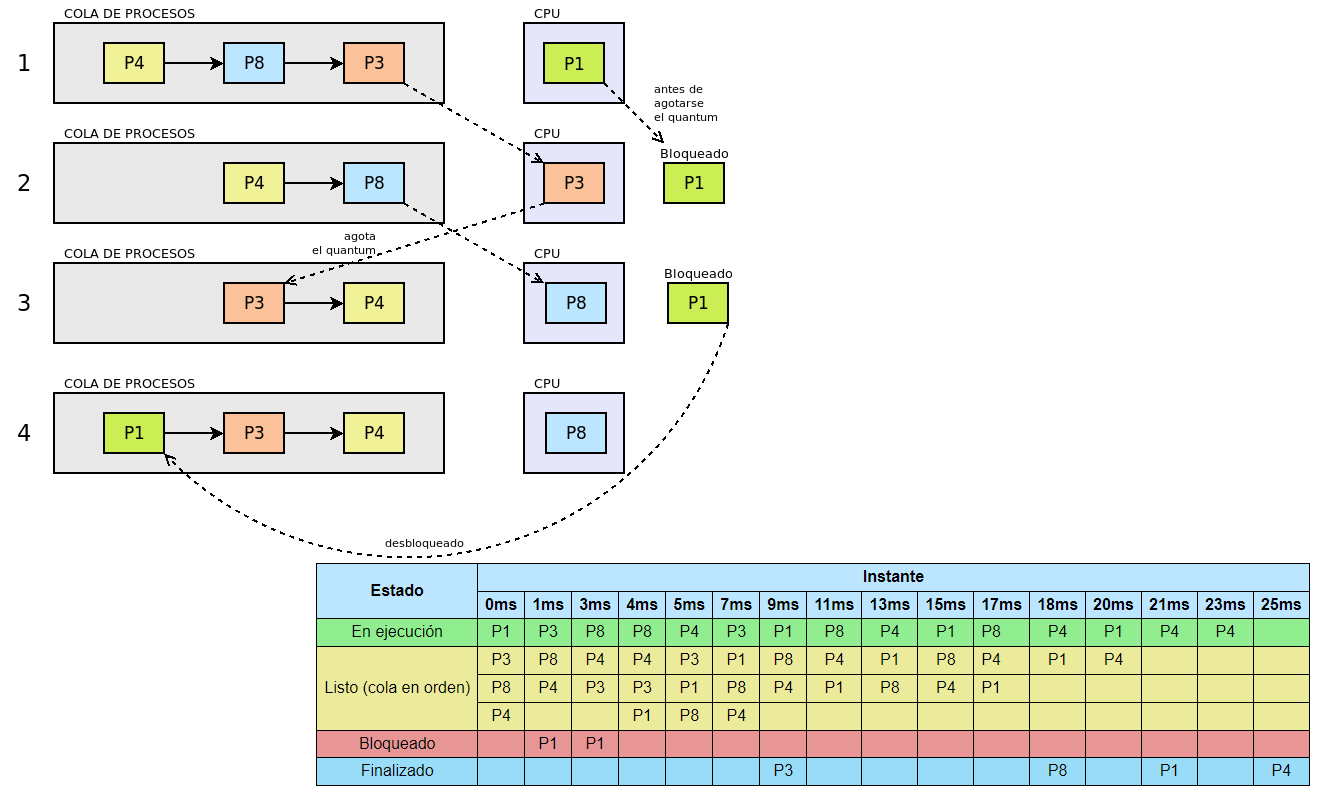 COLA DE PROCESOS CPU
1 P4 P8 P3 P1
antes de
agotarse
el quantum
COLA DE PROCESOS CPU
Bloqueado
2 P4 P8 P3 P1
agota
el quantum
COLA DE PROCESOS CPU
Bloqueado
3 P3 P4 P8 P1
COLA DE PROCESOS CPU
4 P1 P3 P4 P8
desbloqueado
Estado Instante
0ms 1ms 3ms 4ms 5ms 7ms 9ms 11ms 13ms 15ms 17ms 18ms 20ms 21ms 23ms 25ms
En ejecución P1 P3 P8 P8 P4 P3 P1 P8 P4 P1 P8 P4 P1 P4 P4
Listo (cola en orden) P3 P8 P4 P4 P3 P1 P8 P4 P1 P8 P4 P1 P4
P8 P4 P3 P3 P1 P8 P4 P1 P8 P4 P1
P4 P1 P8 P4
Bloqueado P1 P1
Finalizado P3 P8 P1 P4